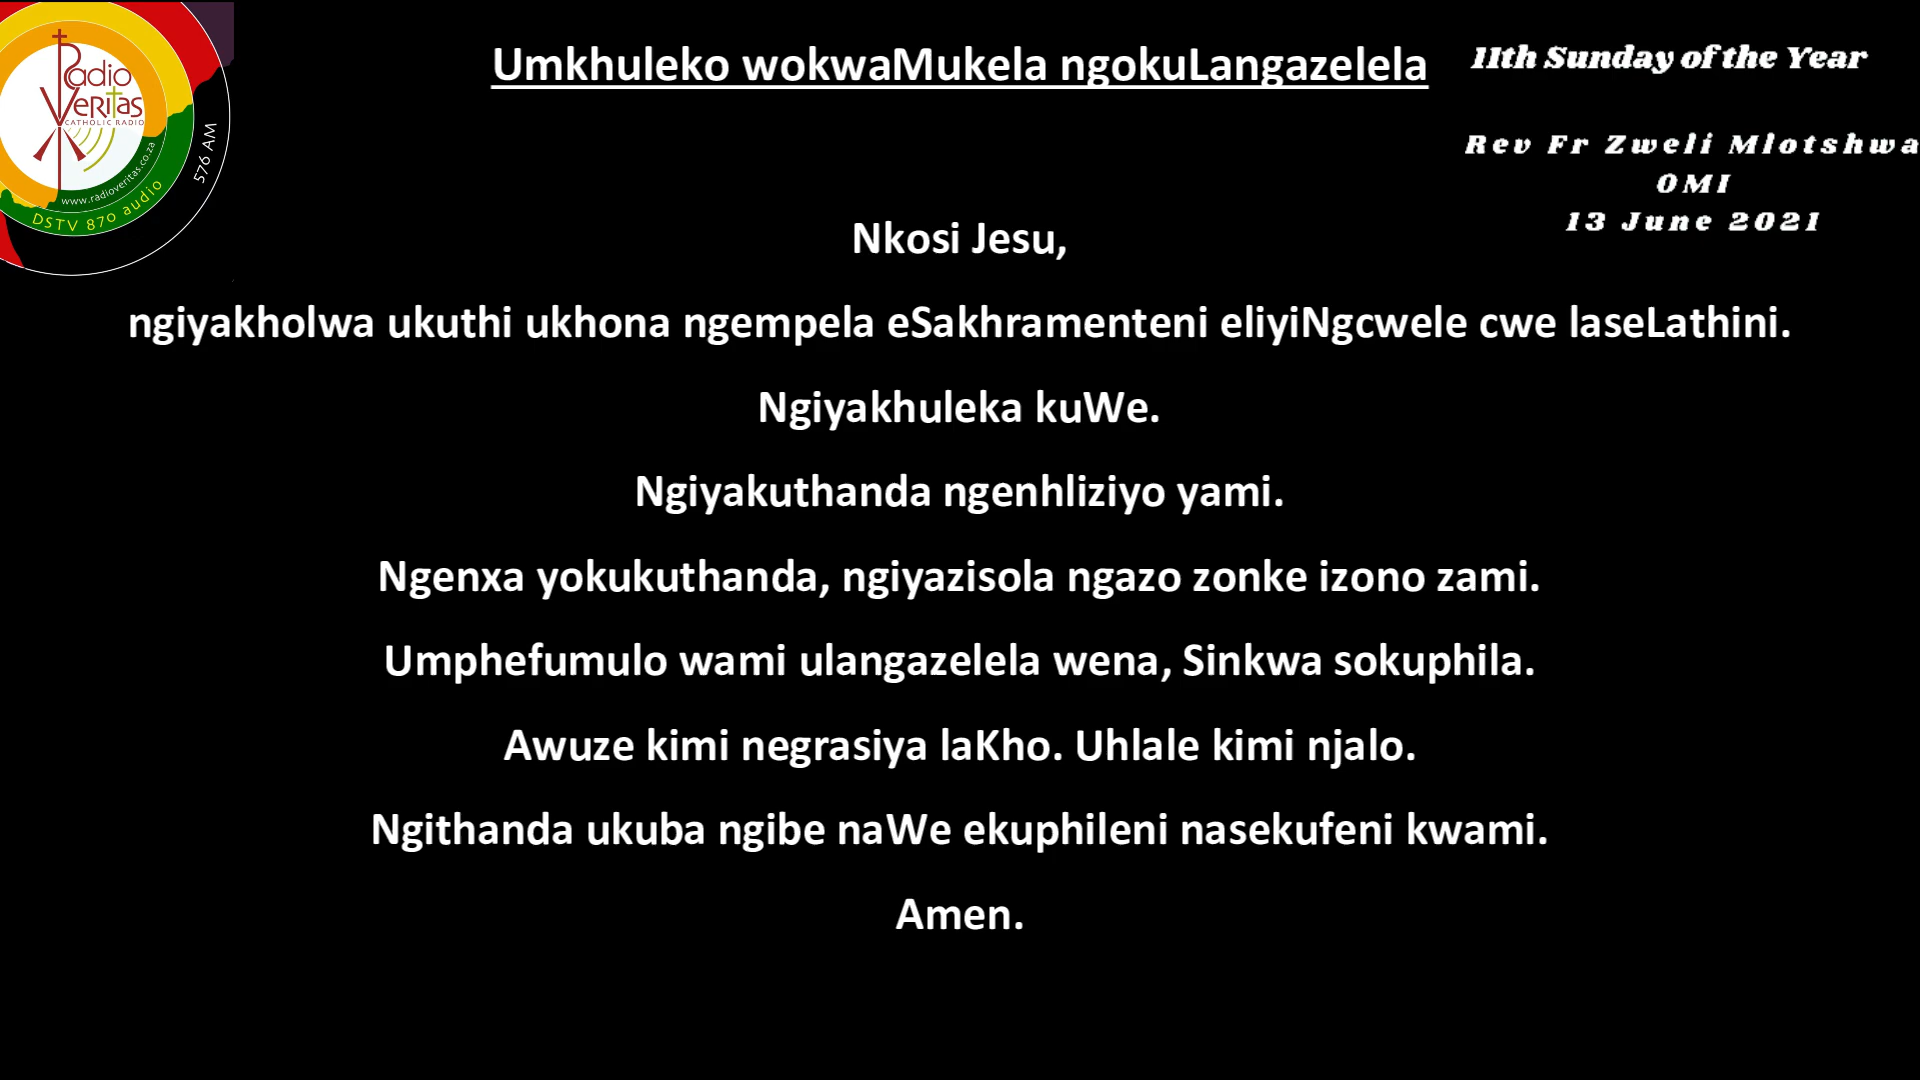 Radio
Veritas
CATHOLIC RADIO
www.radioveritas.co.za
DSTV 870 audio
576 AM
Umkhuleko wokwaMukela ngokuLangazelela
11th Sunday of the Year
Rev Fr Zweli Mlotshwa
OMI
13 June 2021
Nkosi Jesu,
ngiyakholwa ukuthi ukhona ngempela eSakhramenteni eliyiNgcwele cwe laseLathini.
Ngiyakhuleka kuWe.
Ngiyakuthanda ngenhliziyo yami.
Ngenxa yokukuthanda, ngiyazisola ngazo zonke izono zami.
Umphefumulo wami ulangazelela wena, Sinkwa sokuphila.
Awuze kimi negrasiya laKho. Uhlale kimi njalo.
Ngithanda ukuba ngibe naWe ekuphileni nasekufeni kwami.
Amen.